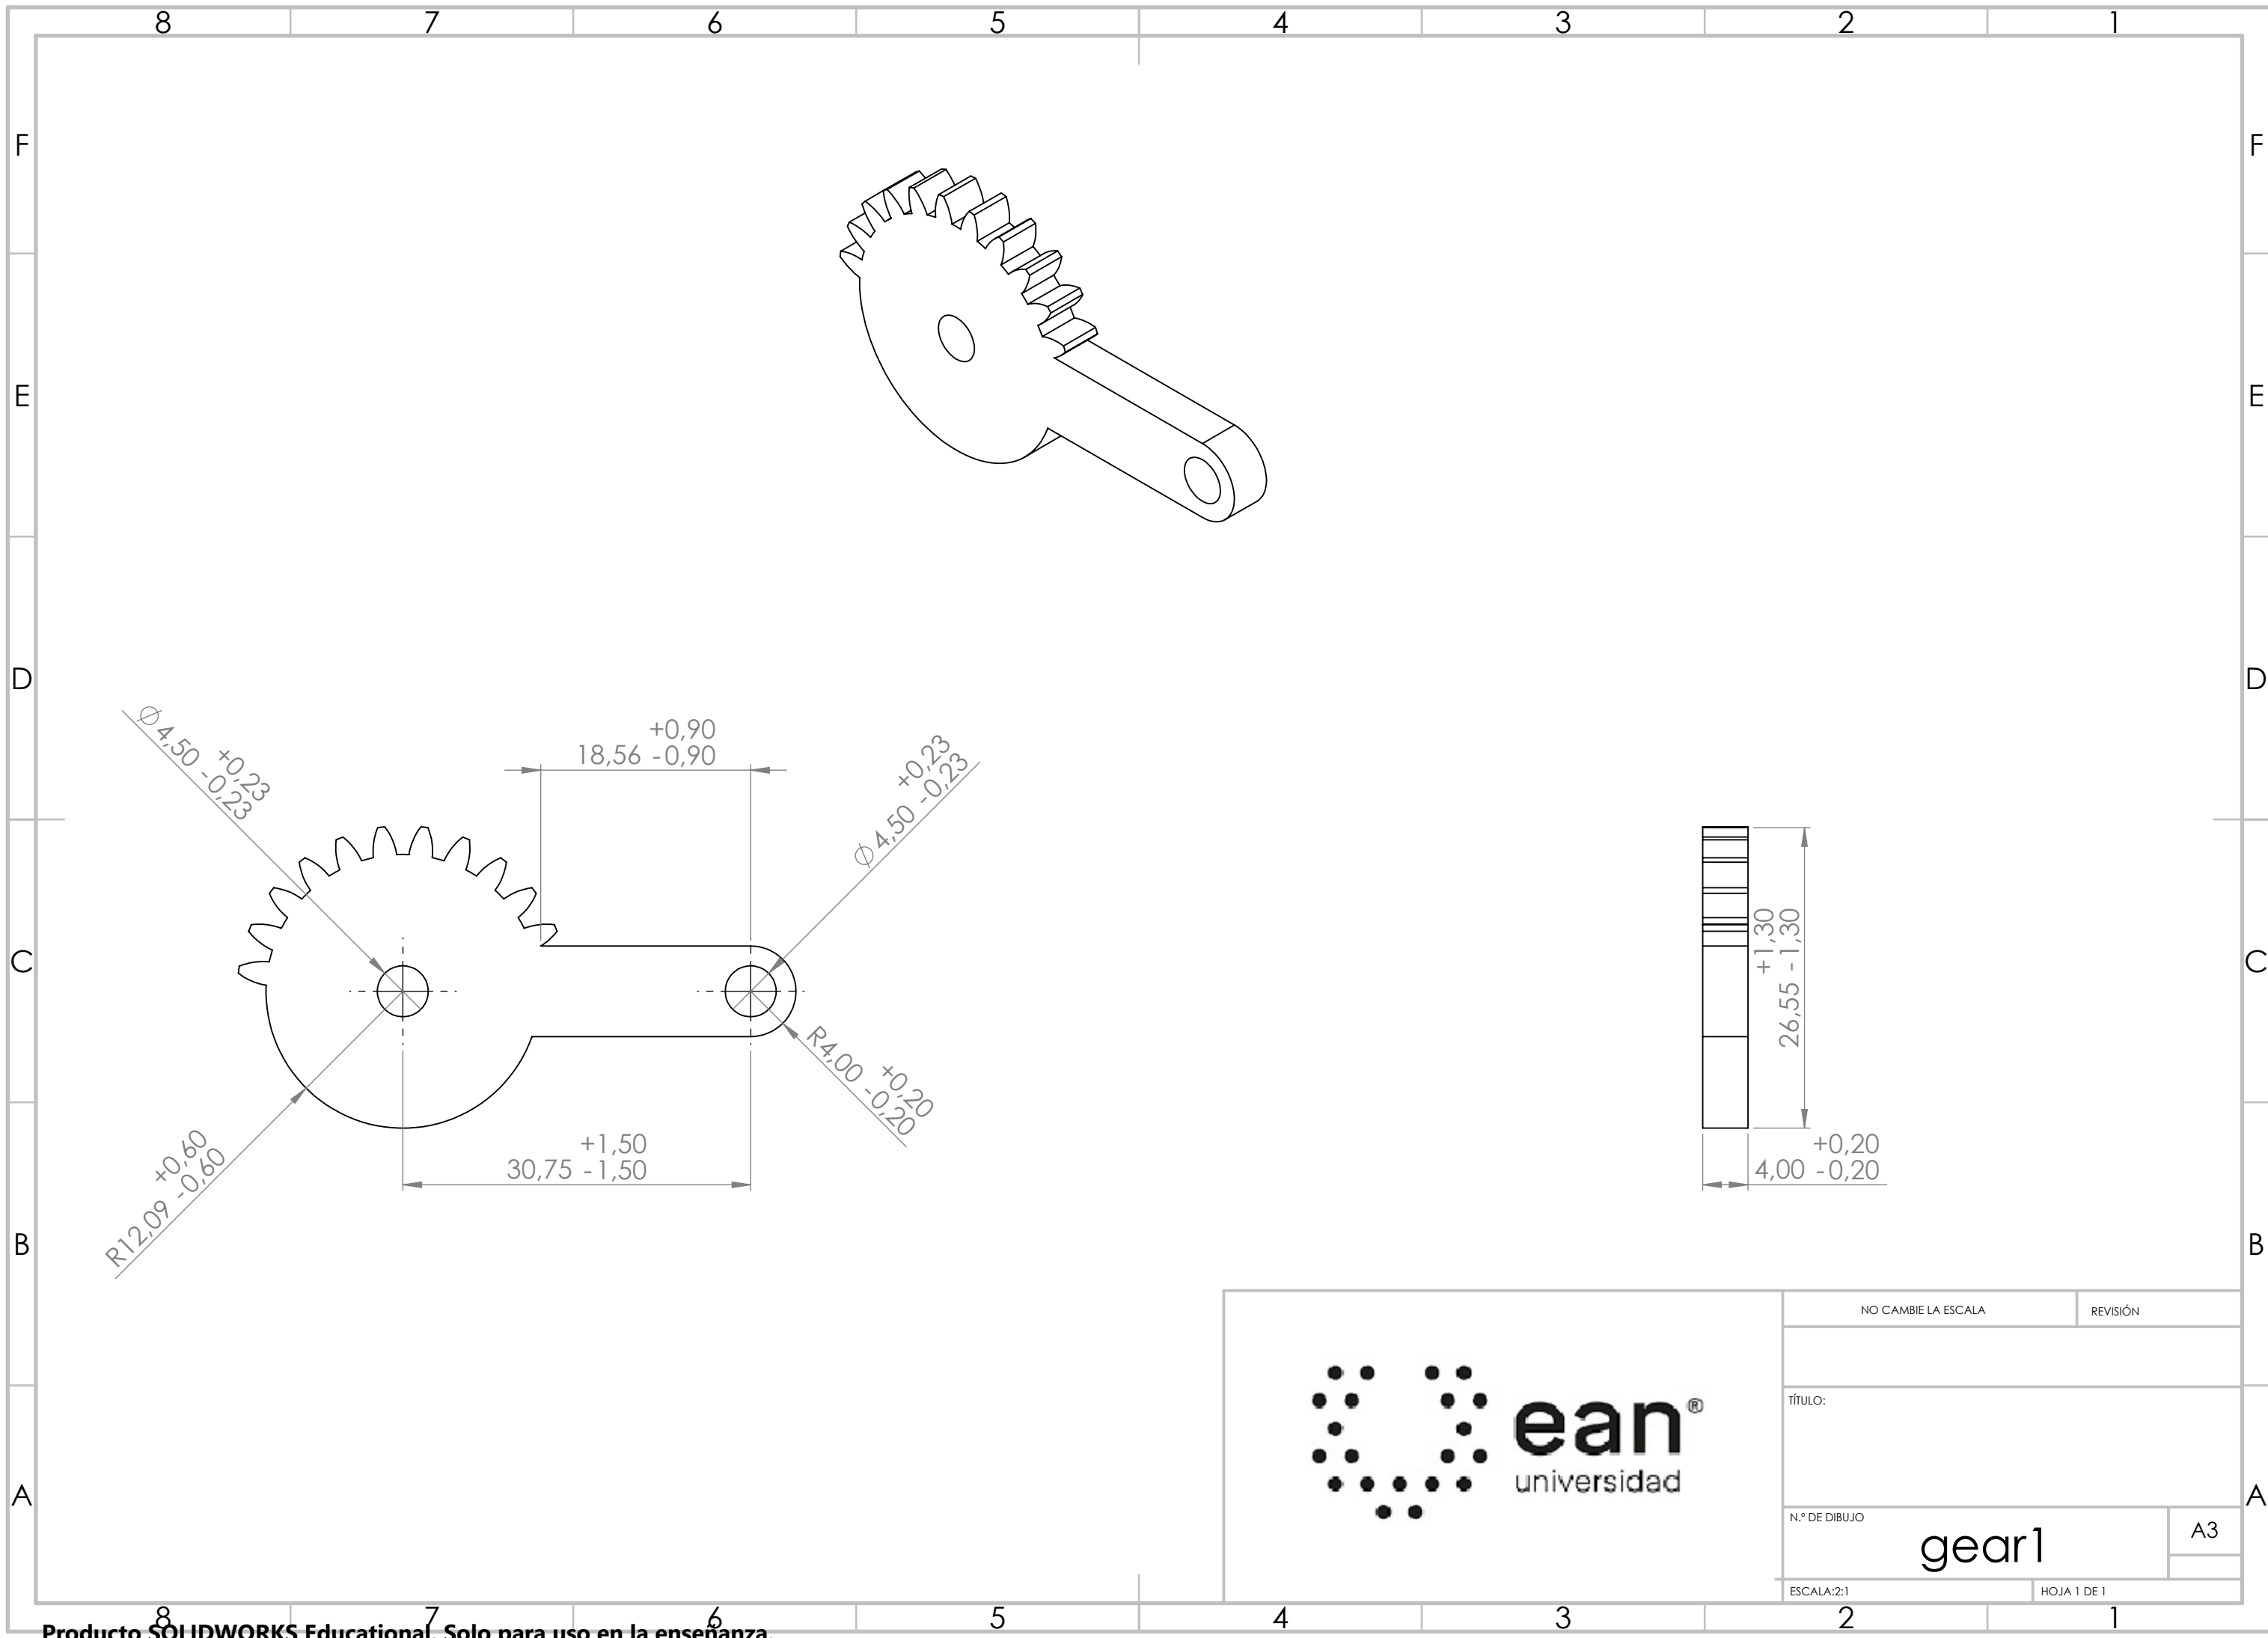 8 7 6 5 4 3 2 1
F F
E E
D D
C C
B B
A A
+0,23
∅ 4,50 -0,23
+0,90
18,56 -0,90
+0,23
∅ 4,50 -0,23
+0,20
R4,00 -0,20
+0,60
R12,09 -0,60
+1,50
30,75 -1,50
+1,30
26,55 -1,30
+0,20
4,00 -0,20
NO CAMBIE LA ESCALA
REVISIÓN
ean®
universidad
TÍTULO:
N.º DE DIBUJO
gear1
A3
ESCALA:2:1
HOJA 1 DE 1
8 7 6 5 4 3 2 1
Producto SOLIDWORKS Educational. Solo para uso en la enseñanza.